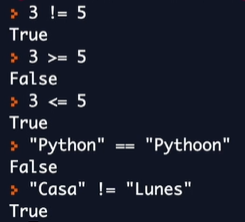 > 3 != 5
True
> 3 >= 5
False
> 3 <= 5
True
> "Python" == "Pythoon"
False
> "Casa" != "Lunes"
True